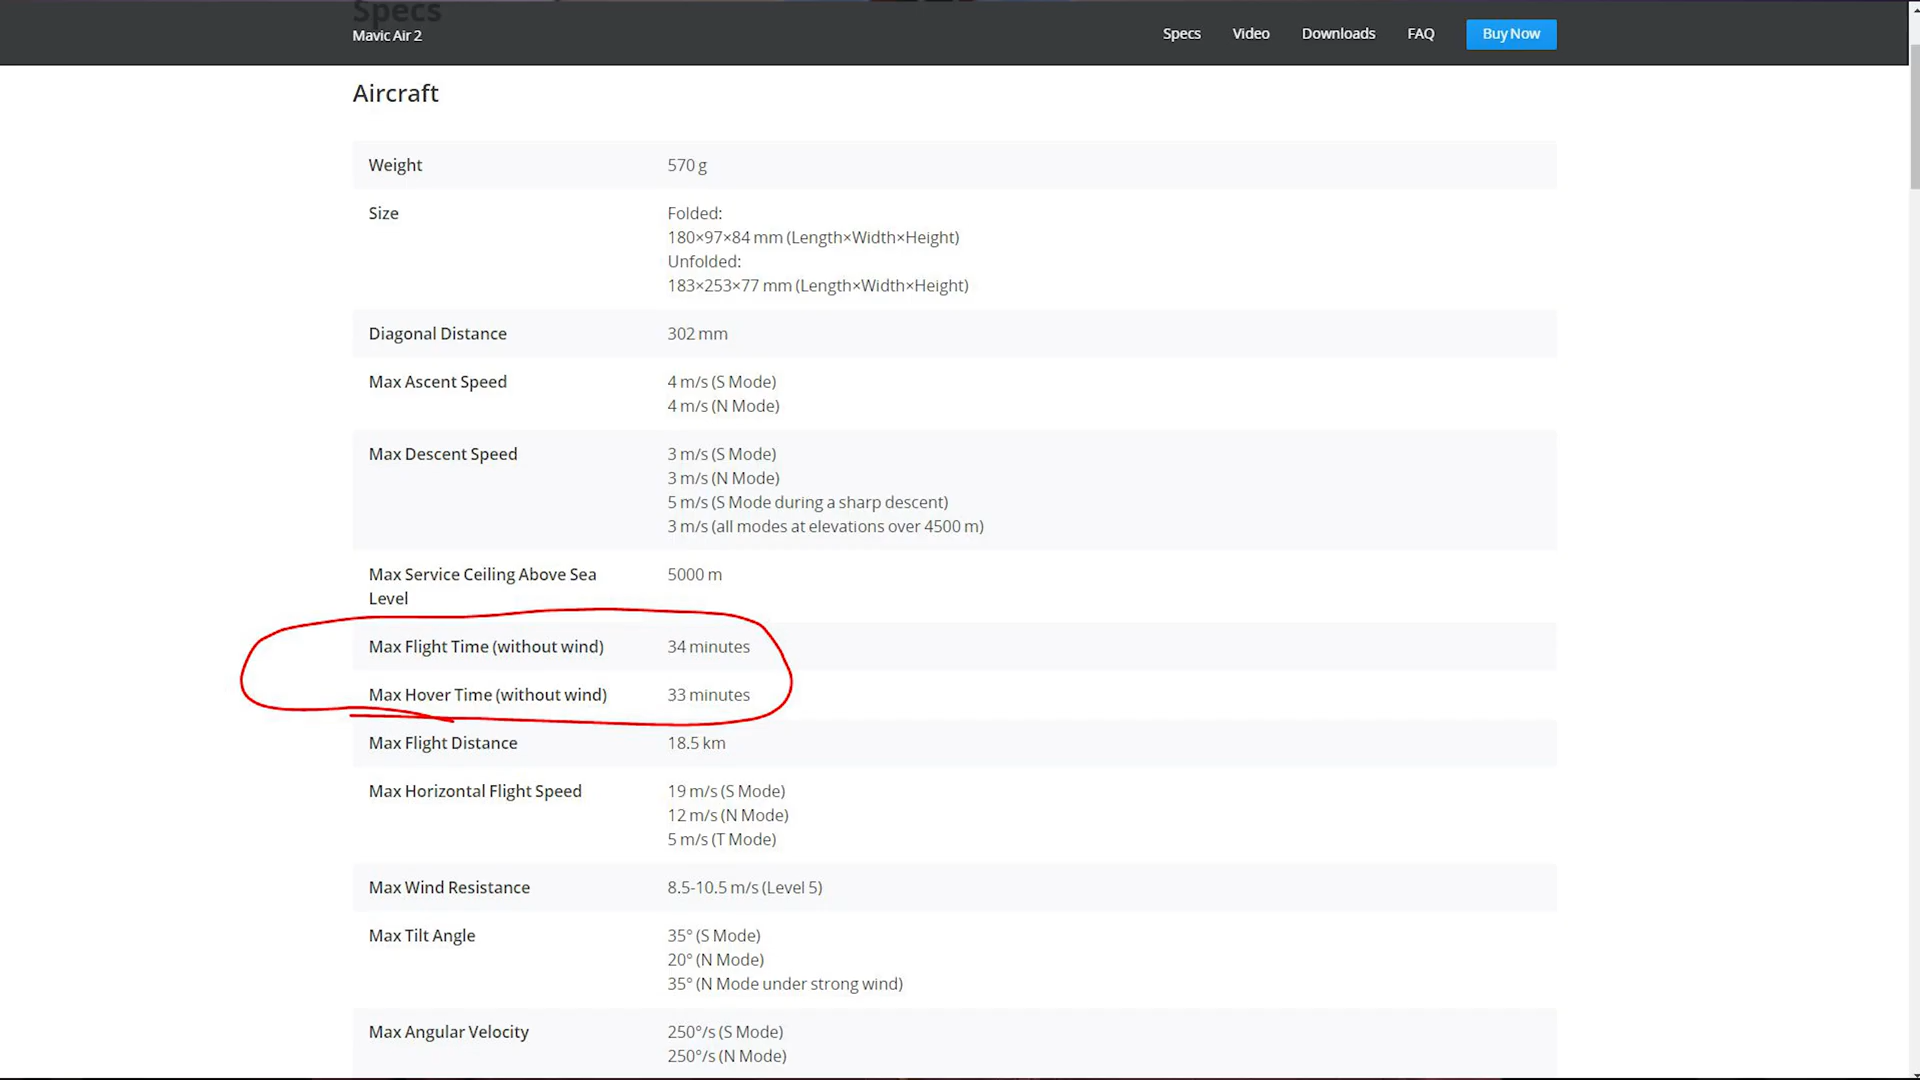 Specs
Mavic Air 2
Specs Video Downloads FAQ Buy Now
Aircraft
Weight 570 g
Size Folded:
180×97×84 mm (Length×Width×Height)
Unfolded:
183×253×77 mm (Length×Width×Height)
Diagonal Distance 302 mm
Max Ascent Speed 4 m/s (S Mode)
4 m/s (N Mode)
Max Descent Speed 3 m/s (S Mode)
3 m/s (N Mode)
5 m/s (S Mode during a sharp descent)
3 m/s (all modes at elevations over 4500 m)
Max Service Ceiling Above Sea 5000 m
Level
Max Flight Time (without wind) 34 minutes
Max Hover Time (without wind) 33 minutes
Max Flight Distance 18.5 km
Max Horizontal Flight Speed 19 m/s (S Mode)
12 m/s (N Mode)
5 m/s (T Mode)
Max Wind Resistance 8.5-10.5 m/s (Level 5)
Max Tilt Angle 35° (S Mode)
20° (N Mode)
35° (N Mode under strong wind)
Max Angular Velocity 250°/s (S Mode)
250°/s (N Mode)